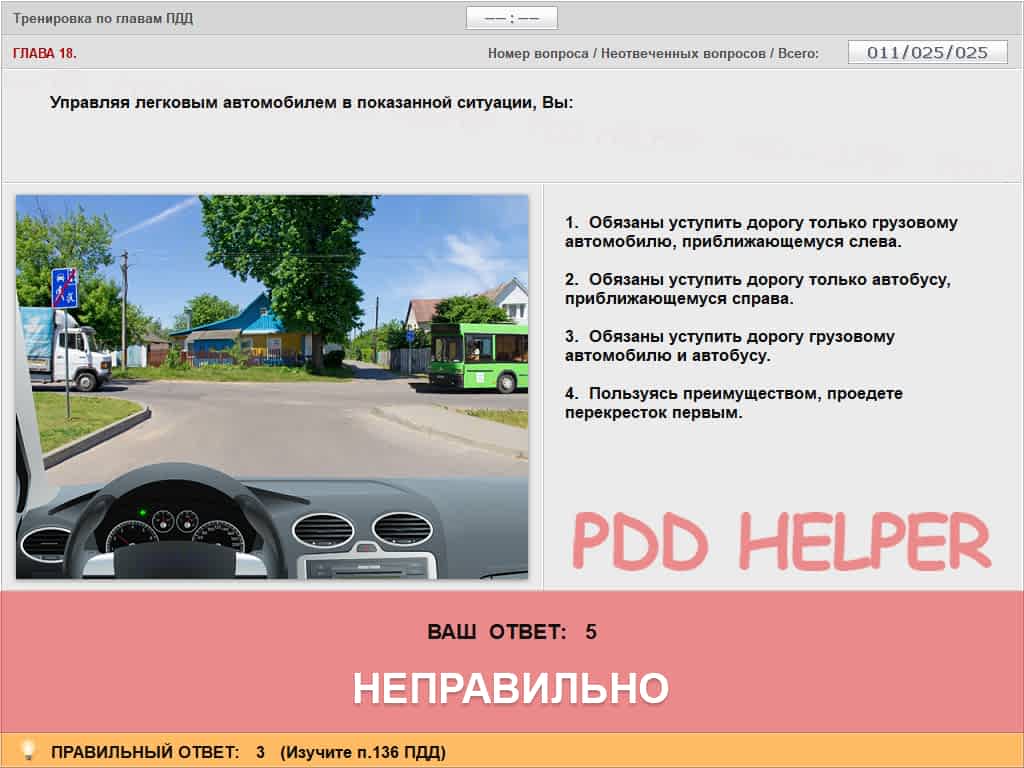 Тренировка по главам ПДД
—— : ——
ГЛАВА 18.
Номер вопроса / Неотвеченных вопросов / Всего:
011/025/025
Управляя легковым автомобилем в показанной ситуации, Вы:
1. Обязаны уступить дорогу только грузовому
автомобилю, приближающемуся слева.
2. Обязаны уступить дорогу только автобусу,
приближающемуся справа.
3. Обязаны уступить дорогу грузовому
автомобилю и автобусу.
4. Пользуясь преимуществом, проедете
перекресток первым.
PDD HELPER
ВАШ ОТВЕТ: 5
НЕПРАВИЛЬНО
ПРАВИЛЬНЫЙ ОТВЕТ: 3 (Изучите п.136 ПДД)